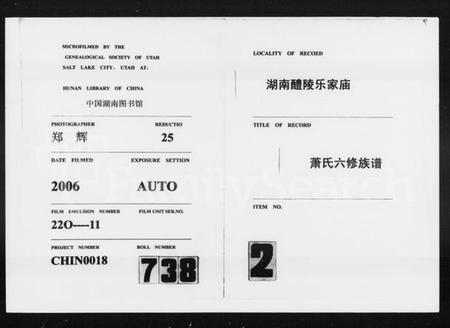 MICROFILMED BY THE
GENEALOGICAL SOCIETY OF UTAH
SALT LAKE CITY, UTAH AT:
HUNAN LIBRARY OF CHINA
中国湖南图书馆
PHOTOGRAPHER REDUCTIO
郑 辉 25
DATE FILMED EXPOSURE SETTION
2006 AUTO
FILM EMULSION NUMBER FILM UNIT SER.NO.
22O----11
PROJECT NUMBER ROLL NUMBER
CHIN0018 738
LOCALITY OF RECORD
湖南醴陵乐家庙
TITLE OF RECORD
萧氏六修族谱
ITEM NO.
2
FamilySearch